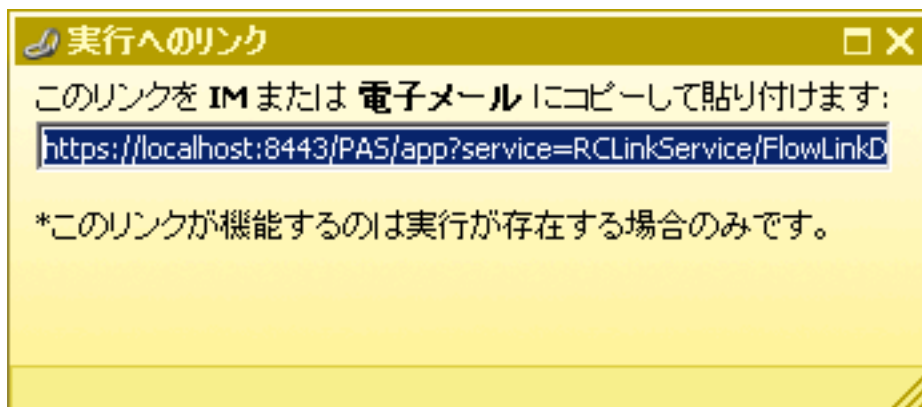 実行へのリンク
このリンクを IM または 電子メール にコピーして貼り付けます:
https://localhost:8443/PAS/app?service=RCLinkService/FlowLinkD
*このリンクが機能するのは実行が存在する場合のみです。